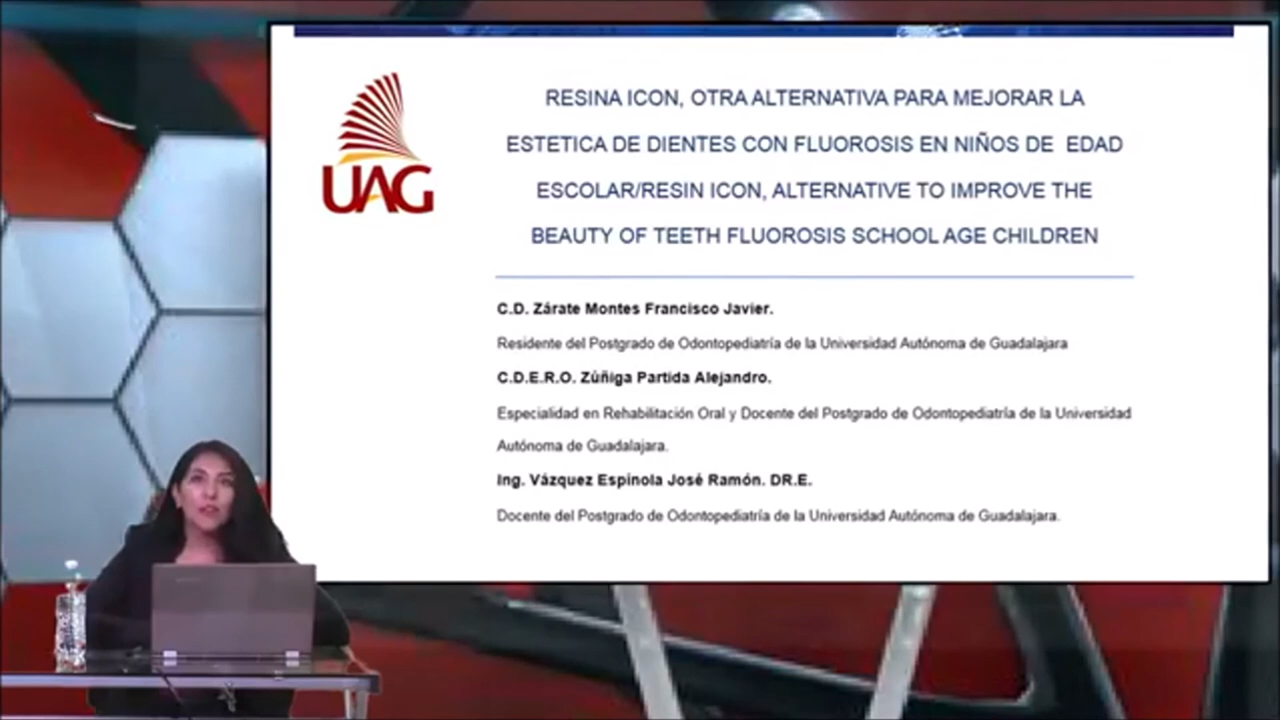 UAG
RESINA ICON, OTRA ALTERNATIVA PARA MEJORAR LA
ESTETICA DE DIENTES CON FLUOROSIS EN NIÑOS DE EDAD
ESCOLAR/RESIN ICON, ALTERNATIVE TO IMPROVE THE
BEAUTY OF TEETH FLUOROSIS SCHOOL AGE CHILDREN
C.D. Zárate Montes Francisco Javier.
Residente del Postgrado de Odontopediatría de la Universidad Autónoma de Guadalajara
C.D.E.R.O. Zúñiga Partida Alejandro.
Especialidad en Rehabilitación Oral y Docente del Postgrado de Odontopediatría de la Universidad
Autónoma de Guadalajara.
Ing. Vázquez Espinola José Ramón. DR.E.
Docente del Postgrado de Odontopediatría de la Universidad Autónoma de Guadalajara.